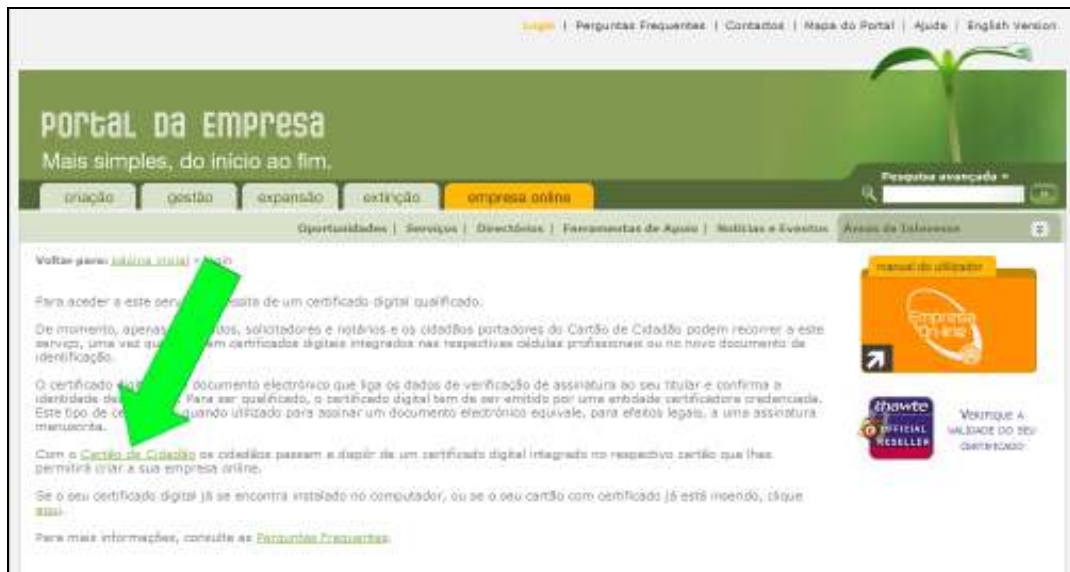 Login | Perguntas Frequentes | Contactos | Mapa do Portal | Ajuda | English Version
Portal da Empresa
Mais simples, do início ao fim.
Pesquisa avançada »
criação gestão expansão extinção empresa online
Oportunidades | Serviços | Directórios | Ferramentas de Apoio | Notícias e Eventos Áreas de Interesse
Voltar para: página inicial > login
manual do utilizador
Empresa On-line
Para aceder a este de um certificado digital qualificado.
De momento, apenas solicitadores e notários e os cidadãos portadores do Cartão de Cidadão podem recorrer a este
serviço, uma vez certificados digitais integrados nas respectivas cédulas profissionais ou no novo documento de
identificação.
O certificado documento electrónico que liga os dados de verificação de assinatura ao seu titular e confirma a
identidade Para ser qualificado, o certificado digital tem de ser emitido por uma entidade certificadora credenciada.
Este tipo de quando utilizado para assinar um documento electrónico equivale, para efeitos legais, a uma assinatura
manuscrita.
thawte
OFFICIAL
RESELLER
Verifique a
validade do seu
certificado
Com o Cartão de Cidadão os cidadãos passam a dispôr de um certificado digital integrado no respectivo cartão que lhes
permitirá criar a sua empresa online.
Se o seu certificado digital já se encontra instalado no computador, ou se o seu cartão com certificado já está inserido, clique
aqui.
Para mais informações, consulte as Perguntas Frequentes.